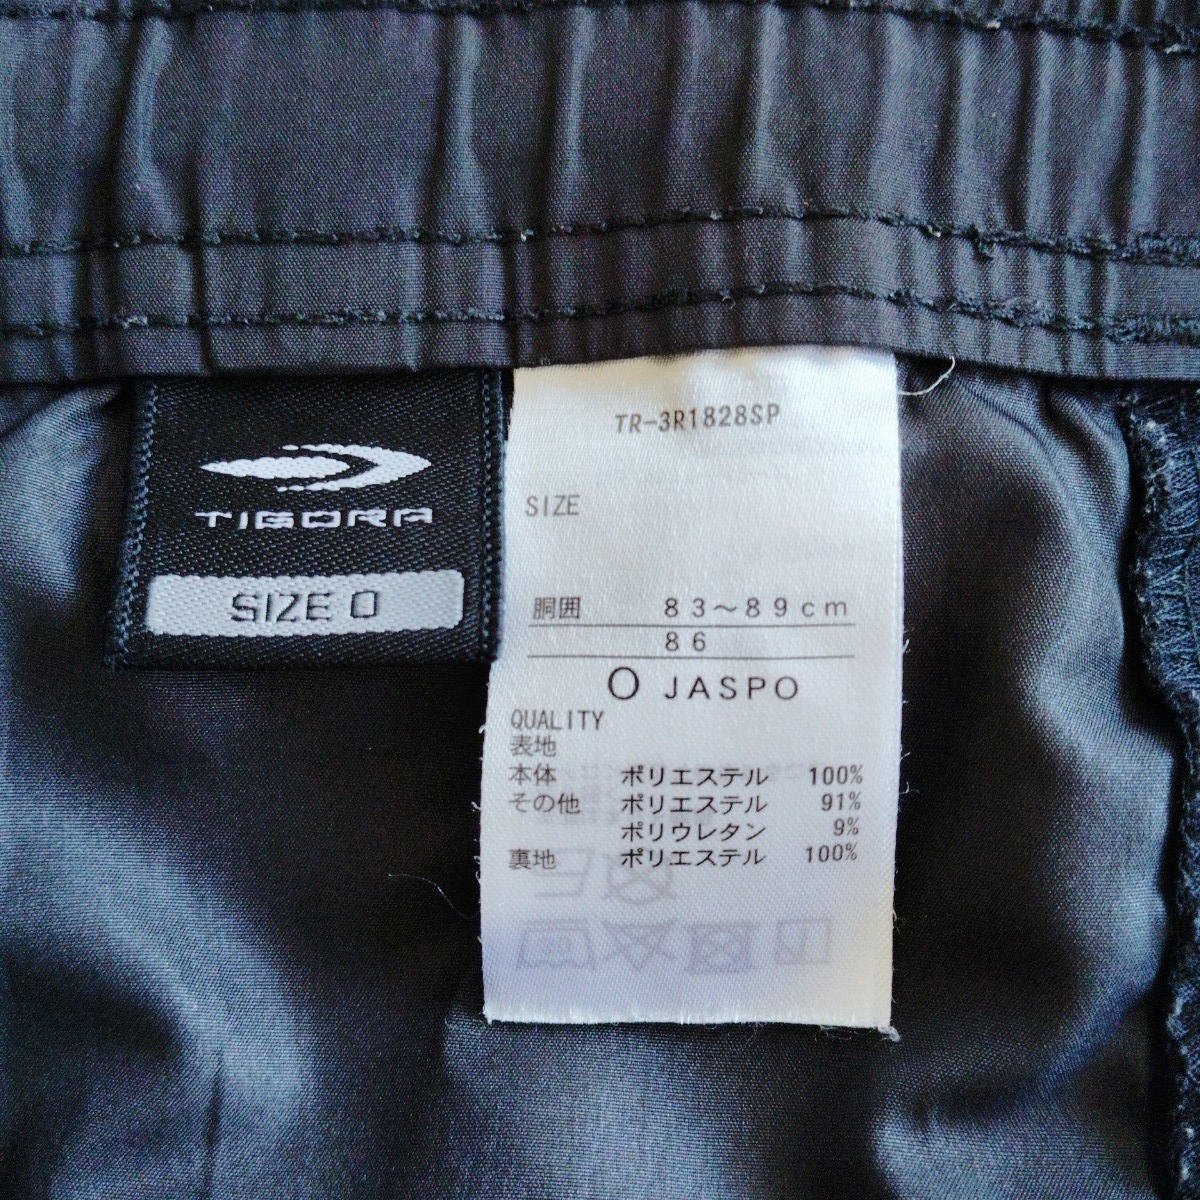 TIGORA
SIZE O
TR-3R1828SP
SIZE
胴囲 83～89cm
86
O JASPO
QUALITY
表地
本体 ポリエステル 100%
その他 ポリエステル 91%
ポリウレタン 9%
裏地 ポリエステル 100%